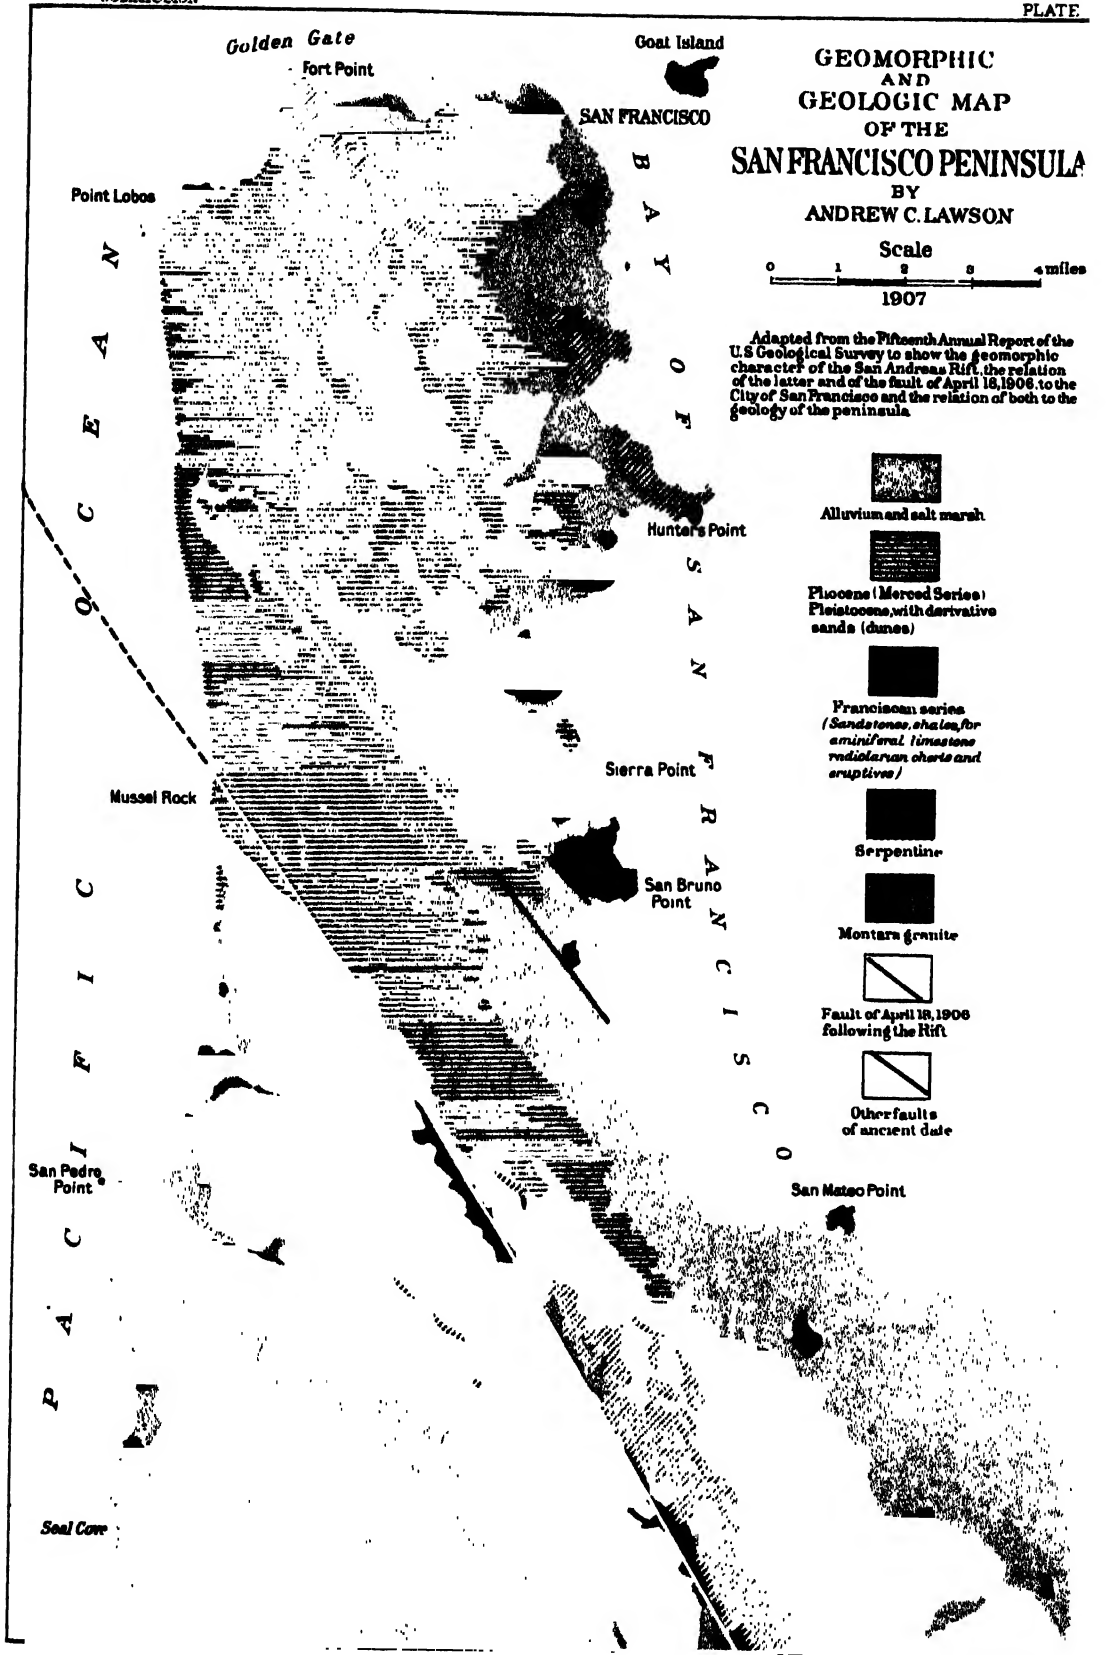 PLATE
Golden Gate
Fort Point
Goat Island
SAN FRANCISCO
Point Lobos
GEOMORPHIC
AND
GEOLOGIC MAP
OF THE
SAN FRANCISCO PENINSULA
BY
ANDREW C. LAWSON
Scale
0 1 2 3 4 miles
1907
Adapted from the Fifteenth Annual Report of the
U.S Geological Survey to show the geomorphic
character of the San Andreas Rift, the relation
of the latter and of the fault of April 18, 1906, to the
City of San Francisco and the relation of both to the
geology of the peninsula
Alluvium and salt marsh
Pliocene (Merced Series)
Pleistocene, with derivative
sands (dunes)
Franciscan series
(Sandstones, shales, for
aminiferal limestone
radiolarian cherts and
eruptives)
Serpentine
Montara granite
Fault of April 18, 1906
following the Rift
Other faults
of ancient date
BAY OF SAN FRANCISCO
PACIFIC OCEAN
Hunters Point
Sierra Point
Mussel Rock
San Bruno
Point
San Pedro
Point
San Mateo Point
Seal Cove